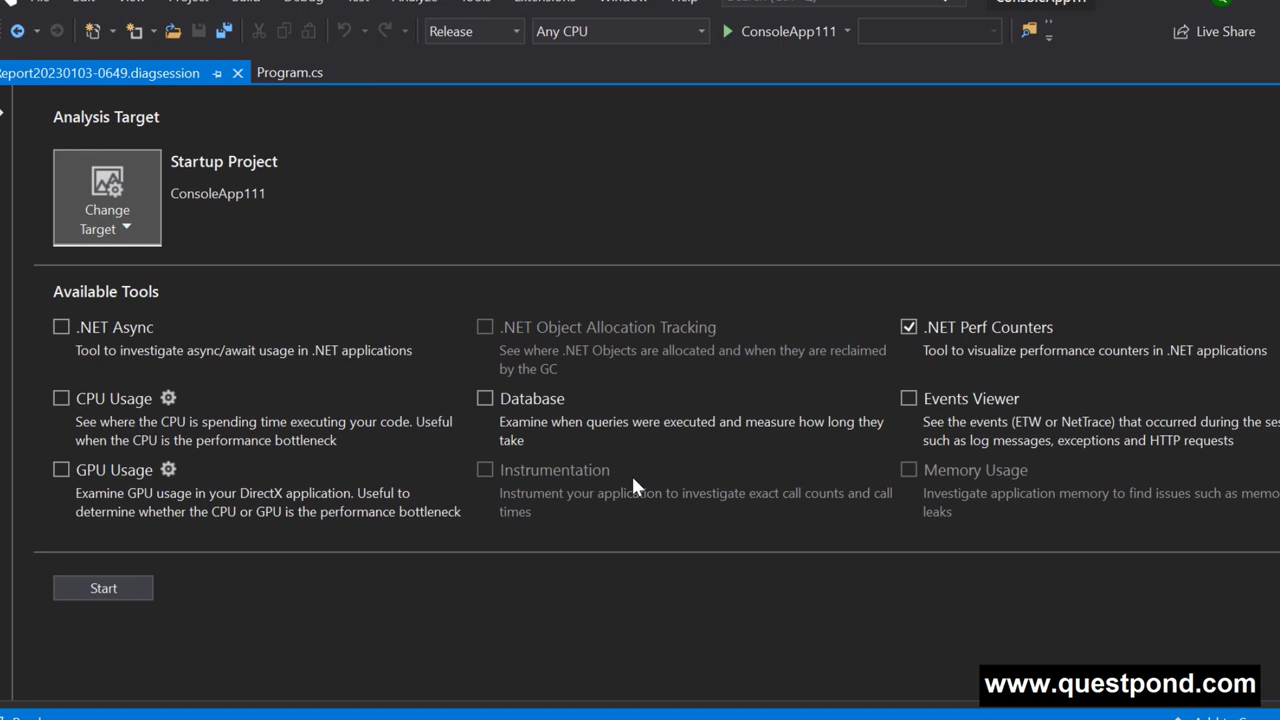 Release
Any CPU
ConsoleApp111
Live Share
eport20230103-0649.diagsession
Program.cs
Analysis Target
Change
Target
Startup Project
ConsoleApp111
Available Tools
.NET Async
Tool to investigate async/await usage in .NET applications
.NET Object Allocation Tracking
See where .NET Objects are allocated and when they are reclaimed
by the GC
.NET Perf Counters
Tool to visualize performance counters in .NET applications
CPU Usage
See where the CPU is spending time executing your code. Useful
when the CPU is the performance bottleneck
Database
Examine when queries were executed and measure how long they
take
Events Viewer
See the events (ETW or NetTrace) that occurred during the se
such as log messages, exceptions and HTTP requests
GPU Usage
Examine GPU usage in your DirectX application. Useful to
determine whether the CPU or GPU is the performance bottleneck
Instrumentation
Instrument your application to investigate exact call counts and call
times
Memory Usage
Investigate application memory to find issues such as memo
leaks
Start
www.questpond.com